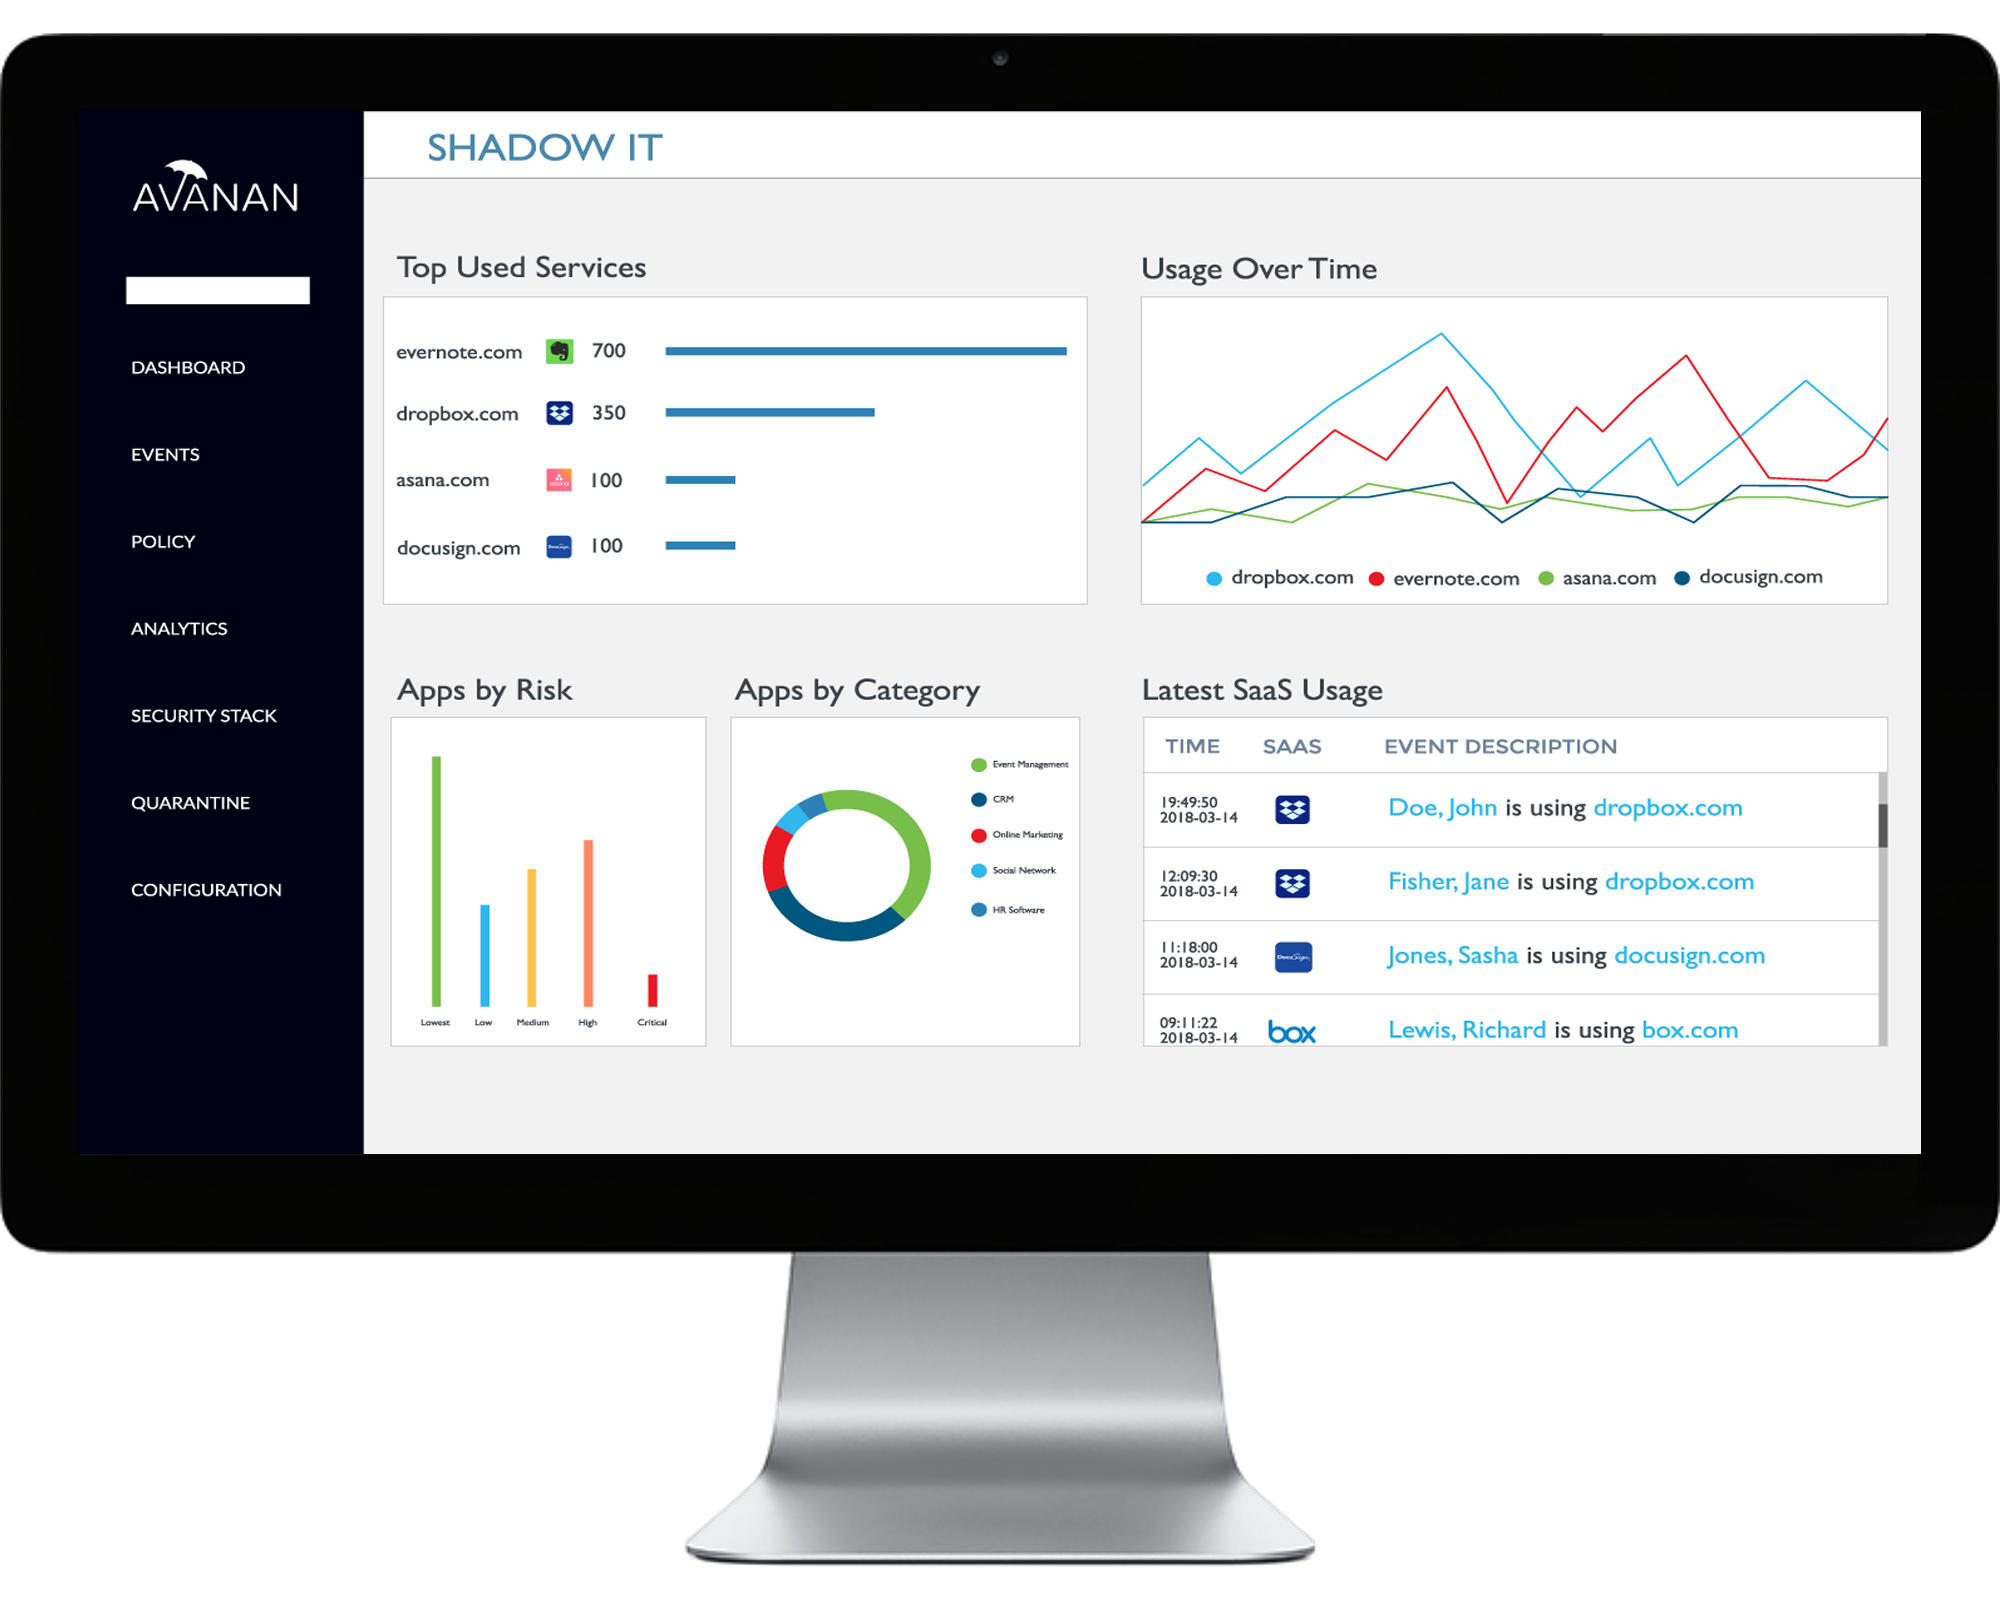 AVANAN
DASHBOARD
EVENTS
POLICY
ANALYTICS
SECURITY STACK
QUARANTINE
CONFIGURATION
SHADOW IT
Top Used Services
evernote.com 700
dropbox.com 350
asana.com asana 100
docusign.com DocuSign 100
Usage Over Time
dropbox.com evernote.com asana.com docusign.com
Apps by Risk
Lowest Low Medium High Critical
Apps by Category
Event Management
CRM
Online Marketing
Social Network
HR Software
Latest SaaS Usage
TIME SAAS EVENT DESCRIPTION
19:49:50
2018-03-14
Doe, John is using dropbox.com
12:09:30
2018-03-14
Fisher, Jane is using dropbox.com
11:18:00
2018-03-14
DocuSign
Jones, Sasha is using docusign.com
09:11:22
2018-03-14
box
Lewis, Richard is using box.com